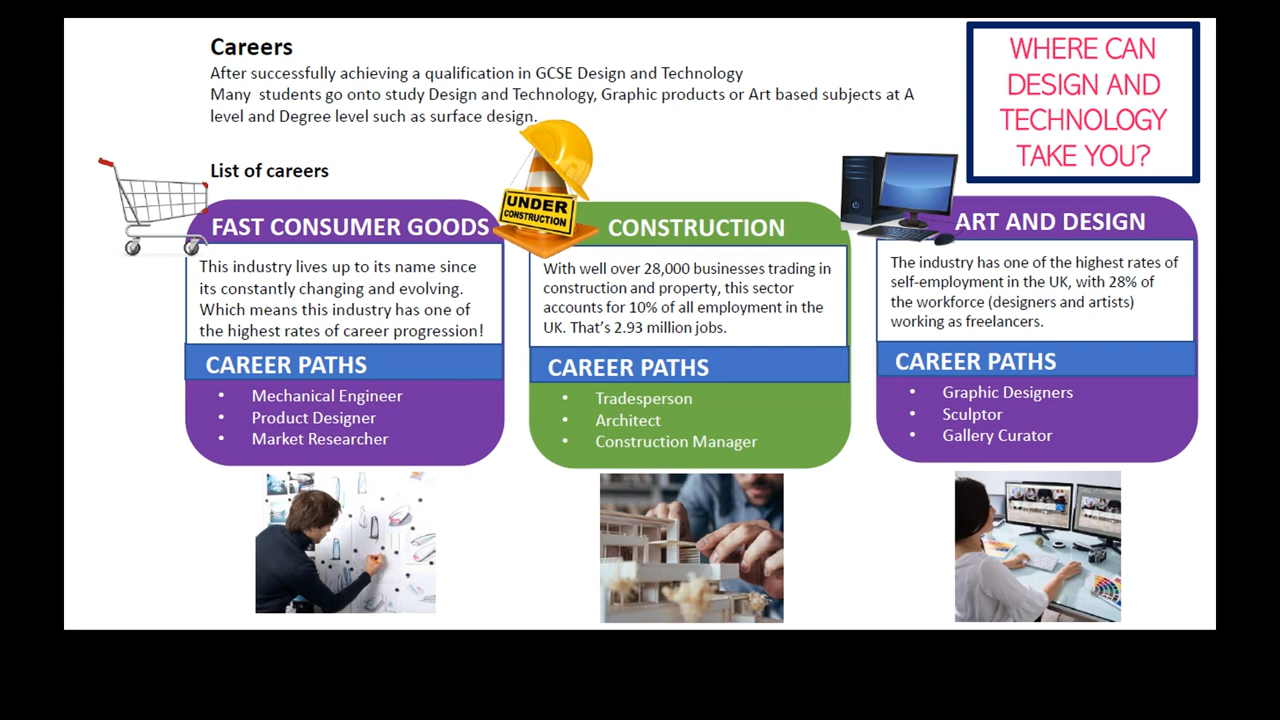 Careers
After successfully achieving a qualification in GCSE Design and Technology
Many students go onto study Design and Technology, Graphic products or Art based subjects at A
level and Degree level such as surface design.
WHERE CAN
DESIGN AND
TECHNOLOGY
TAKE YOU?
List of careers
FAST CONSUMER GOODS
This industry lives up to its name since
its constantly changing and evolving.
Which means this industry has one of
the highest rates of career progression!
CAREER PATHS
• Mechanical Engineer
• Product Designer
• Market Researcher
UNDER
CONSTRUCTION
CONSTRUCTION
With well over 28,000 businesses trading in
construction and property, this sector
accounts for 10% of all employment in the
UK. That's 2.93 million jobs.
CAREER PATHS
• Tradesperson
• Architect
• Construction Manager
ART AND DESIGN
The industry has one of the highest rates of
self-employment in the UK, with 28% of
the workforce (designers and artists)
working as freelancers.
CAREER PATHS
• Graphic Designers
• Sculptor
• Gallery Curator